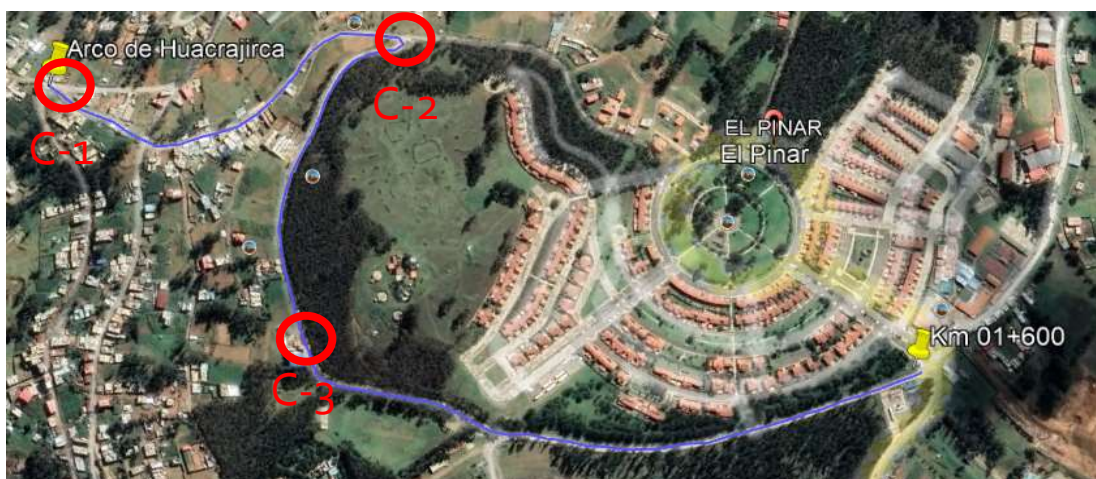 Arco de Huacrajirca
C-1
C-2
EL PINAR
El Pinar
Km 01+600
C-3